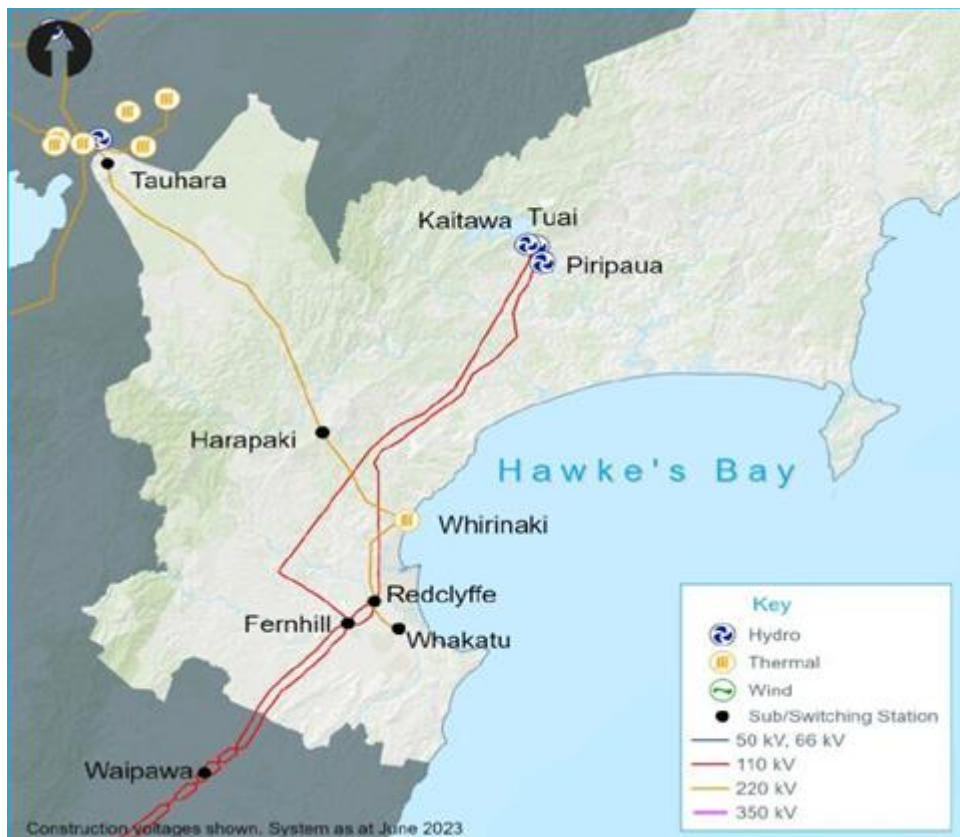 Tauhara
Kaitawa
Tuai
Piripaua
Harapaki
Hawke's Bay
Whirinaki
Redclyffe
Fernhill
Whakatu
Waipawa
Key
Hydro
Thermal
Wind
Sub/Switching Station
50 kV, 66 kV
110 kV
220 kV
350 kV
Construction voltages shown. System as at June 2023